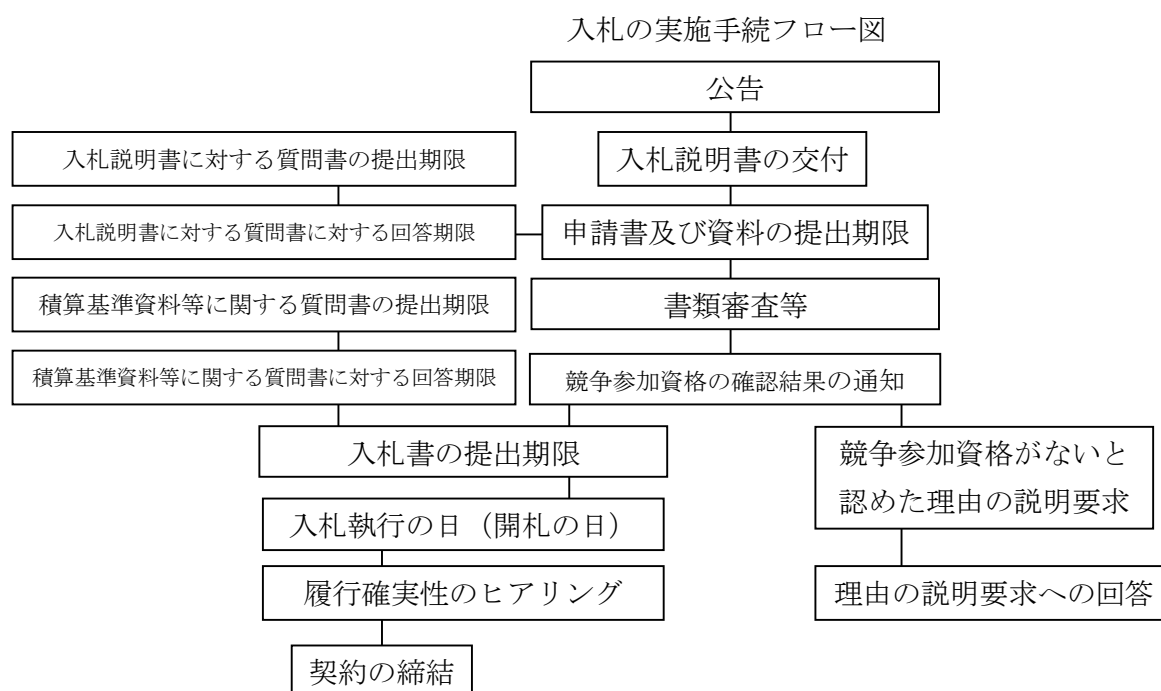 入札の実施手続フロー図
公告
入札説明書に対する質問書の提出期限
入札説明書の交付
入札説明書に対する質問書に対する回答期限
申請書及び資料の提出期限
積算基準資料等に関する質問書の提出期限
書類審査等
積算基準資料等に関する質問書に対する回答期限
競争参加資格の確認結果の通知
入札書の提出期限
競争参加資格がないと
認めた理由の説明要求
入札執行の日（開札の日）
履行確実性のヒアリング
理由の説明要求への回答
契約の締結